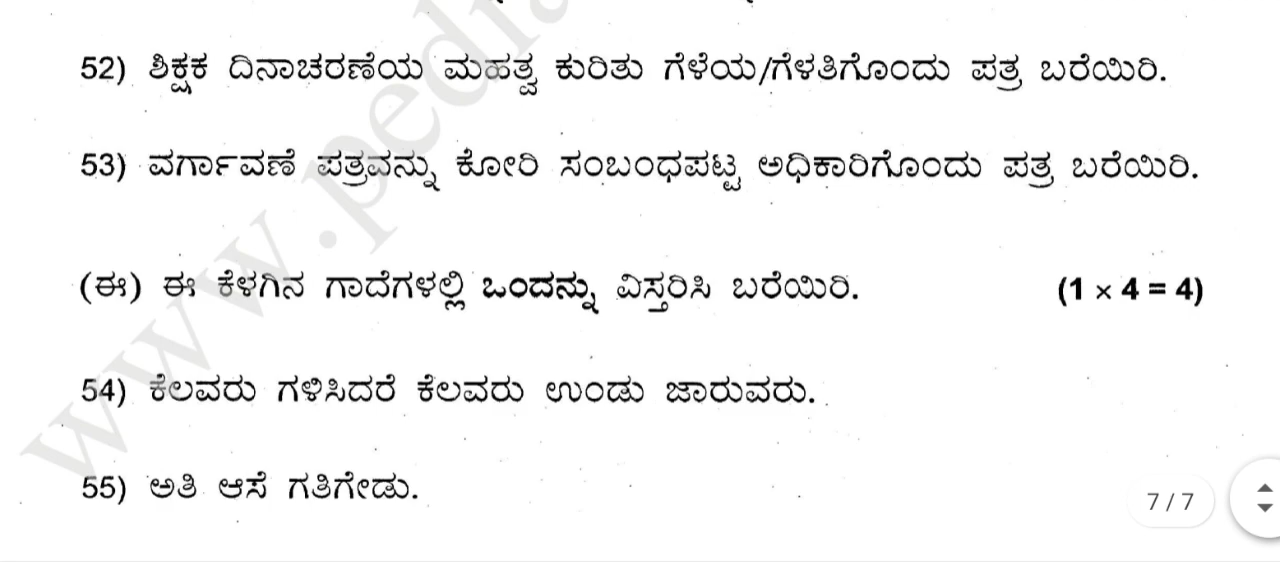 52) ಶಿಕ್ಷಕ ದಿನಾಚರಣೆಯ ಮಹತ್ವ ಕುರಿತು ಗೆಳೆಯ/ಗೆಳತಿಗೊಂದು ಪತ್ರ ಬರೆಯಿರಿ.
53) ವರ್ಗಾವಣೆ ಪತ್ರವನ್ನು ಕೋರಿ ಸಂಬಂಧಪಟ್ಟ ಅಧಿಕಾರಿಗೊಂದು ಪತ್ರ ಬರೆಯಿರಿ.
(ಈ) ಈ ಕೆಳಗಿನ ಗಾದೆಗಳಲ್ಲಿ ಒಂದನ್ನು ವಿಸ್ತರಿಸಿ ಬರೆಯಿರಿ. (1 × 4 = 4)
54) ಕೆಲವರು ಗಳಿಸಿದರೆ ಕೆಲವರು ಉಂಡು ಜಾರುವರು.
55) ಅತಿ ಆಸೆ ಗತಿಗೇಡು.
7 / 7